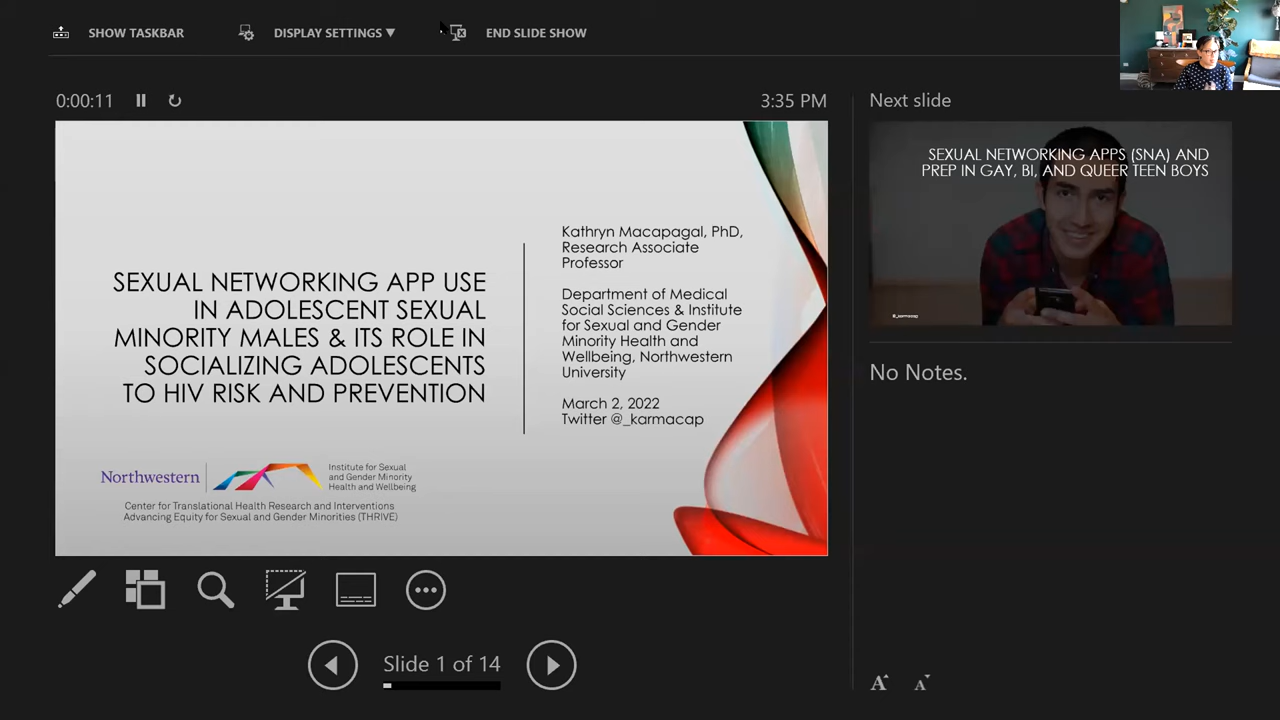 SHOW TASKBAR
DISPLAY SETTINGS ▼
END SLIDE SHOW
0:00:11
3:35 PM
SEXUAL NETWORKING APP USE
IN ADOLESCENT SEXUAL
MINORITY MALES & ITS ROLE IN
SOCIALIZING ADOLESCENTS
TO HIV RISK AND PREVENTION
Kathryn Macapagal, PhD,
Research Associate
Professor
Department of Medical
Social Sciences & Institute
for Sexual and Gender
Minority Health and
Wellbeing, Northwestern
University
March 2, 2022
Twitter @_karmacap
Northwestern
Institute for Sexual
and Gender Minority
Health and Wellbeing
Center for Translational Health Research and Interventions
Advancing Equity for Sexual and Gender Minorities (THRIVE)
Slide 1 of 14
Next slide
SEXUAL NETWORKING APPS (SNA) AND
PREP IN GAY, BI, AND QUEER TEEN BOYS
@_karmacap
No Notes.
A
A